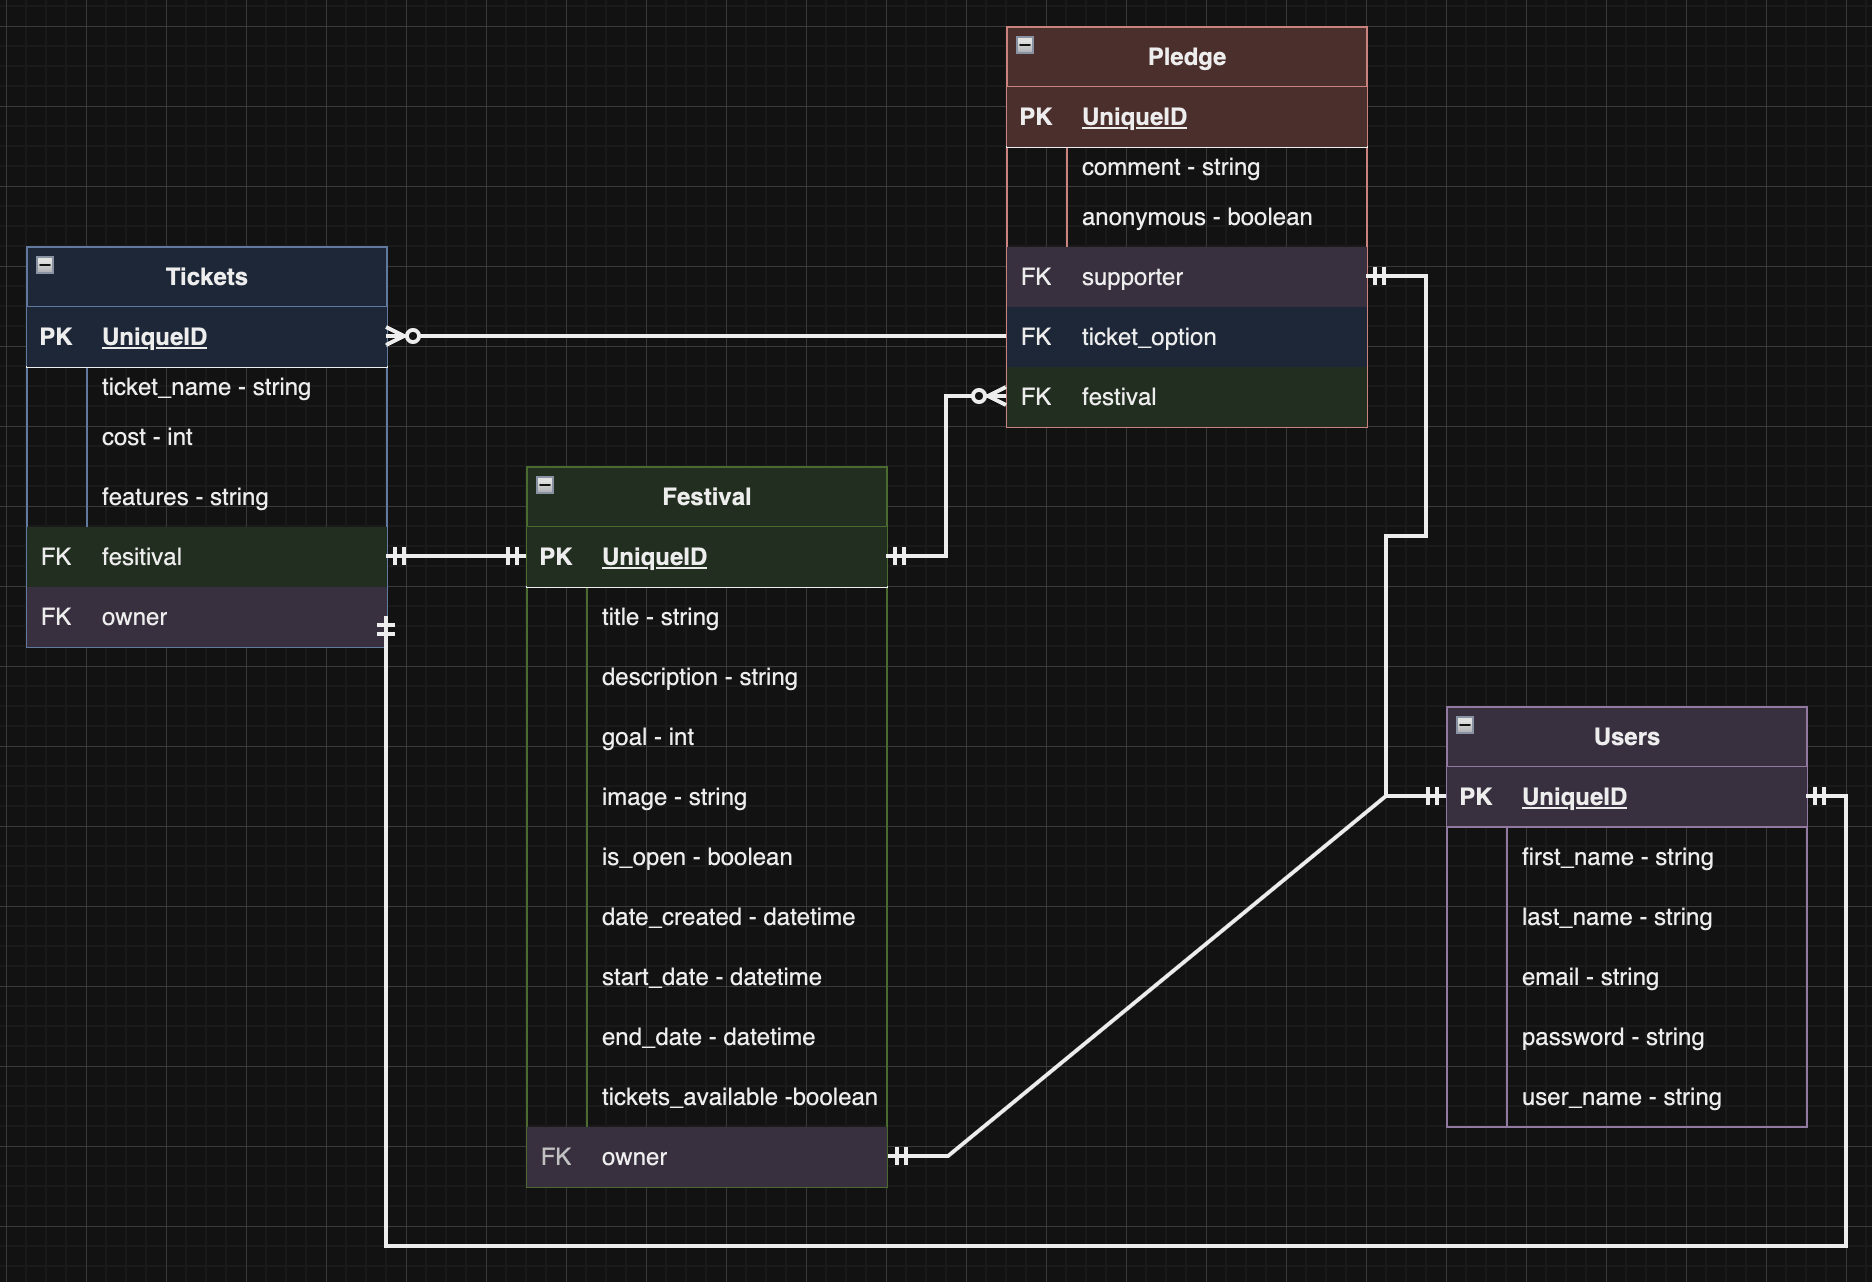 Pledge
PK UniqueID
comment - string
anonymous - boolean
FK supporter
FK ticket_option
FK festival
Tickets
PK UniqueID
ticket_name - string
cost - int
features - string
FK fesitival
FK owner
Festival
PK UniqueID
title - string
description - string
goal - int
image - string
is_open - boolean
date_created - datetime
start_date - datetime
end_date - datetime
tickets_available -boolean
FK owner
Users
PK UniqueID
first_name - string
last_name - string
email - string
password - string
user_name - string